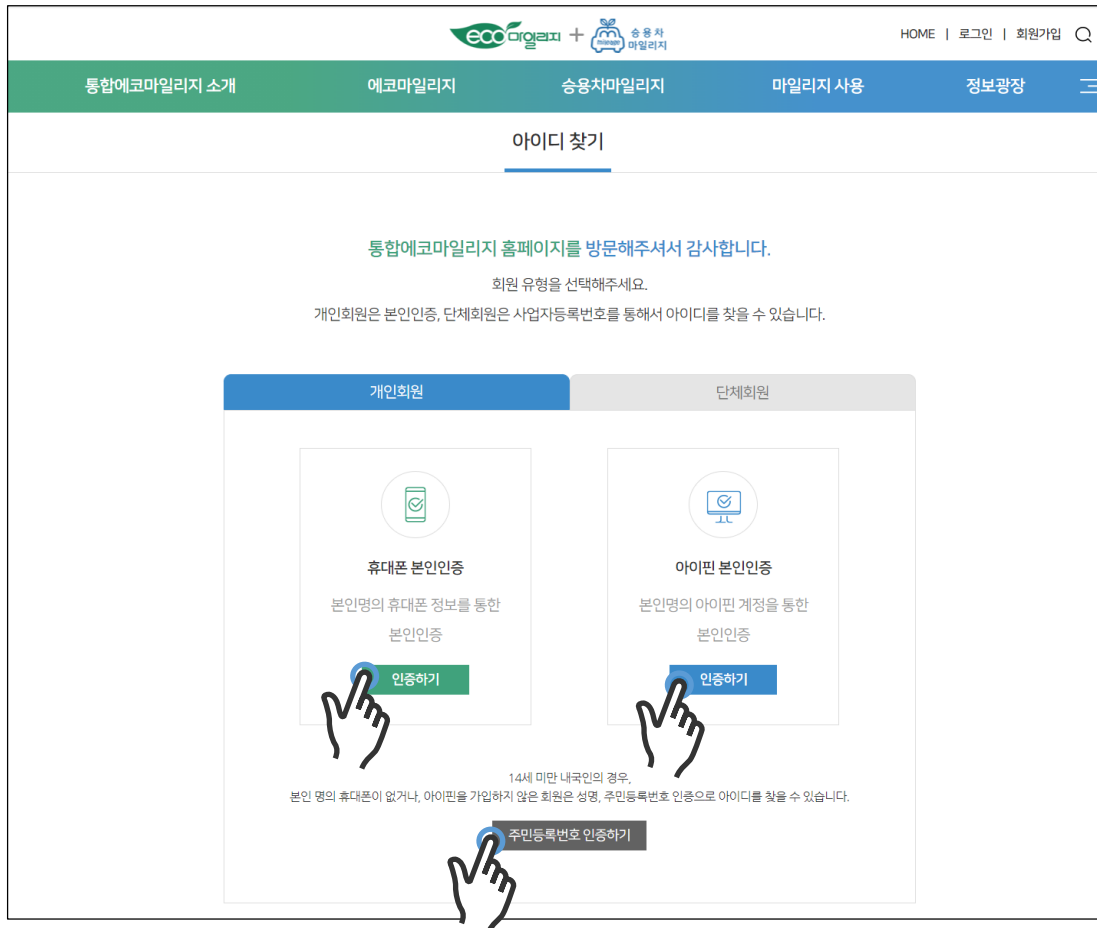 eco 마일리지 + mileage 승용차
마일리지
HOME | 로그인 | 회원가입
통합에코마일리지 소개 에코마일리지 승용차마일리지 마일리지 사용 정보광장
아이디 찾기
통합에코마일리지 홈페이지를 방문해주셔서 감사합니다.
회원 유형을 선택해주세요.
개인회원은 본인인증, 단체회원은 사업자등록번호를 통해서 아이디를 찾을 수 있습니다.
개인회원 단체회원
휴대폰 본인인증
본인명의 휴대폰 정보를 통한
본인인증
인증하기
아이핀 본인인증
본인명의 아이핀 계정을 통한
본인인증
인증하기
14세 미만 내국인의 경우,
본인 명의 휴대폰이 없거나, 아이핀을 가입하지 않은 회원은 성명, 주민등록번호 인증으로 아이디를 찾을 수 있습니다.
주민등록번호 인증하기